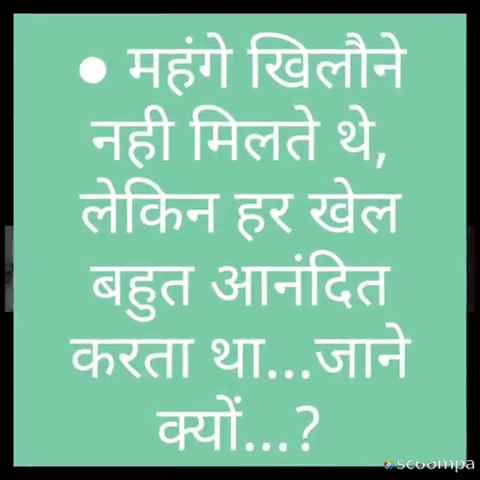 ● महंगे खिलौने
नही मिलते थे,
लेकिन हर खेल
बहुत आनंदित
करता था...जाने
क्यों...?
scoompa